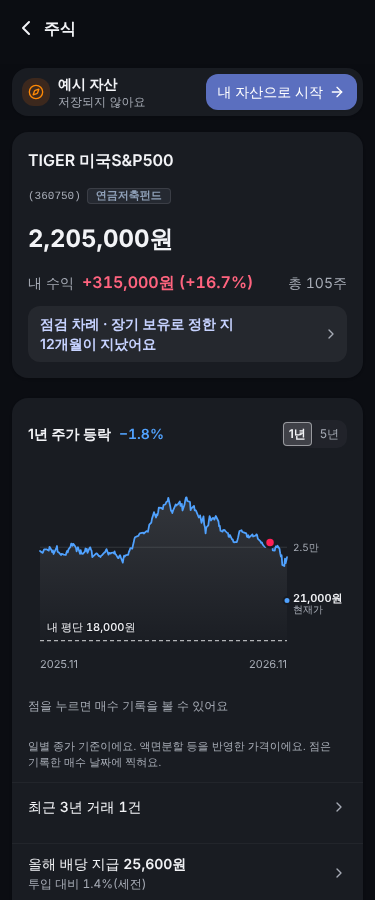 주식
예시 자산
저장되지 않아요
내 자산으로 시작
TIGER 미국S&P500
(360750) 연금저축펀드
2,205,000원
내 수익 +315,000원 (+16.7%) 총 105주
점검 차례 · 장기 보유로 정한 지
12개월이 지났어요
1년 주가 등락 −1.8% 1년 5년
2.5만
21,000원
현재가
내 평단 18,000원
2025.11 2026.11
점을 누르면 매수 기록을 볼 수 있어요
일별 종가 기준이에요. 액면분할 등을 반영한 가격이에요. 점은
기록한 매수 날짜에 찍혀요.
최근 3년 거래 1건
올해 배당 지급 25,600원
투입 대비 1.4%(세전)